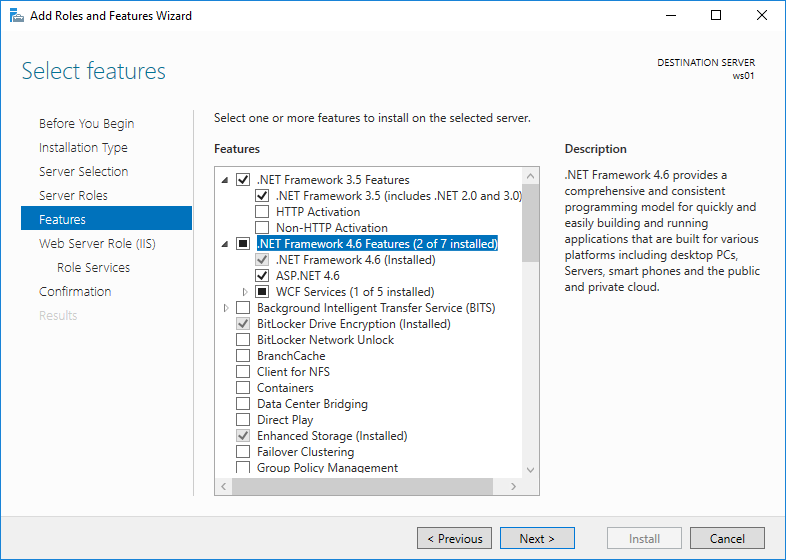 Add Roles and Features Wizard
Select features
DESTINATION SERVER
ws01
Before You Begin
Installation Type
Server Selection
Server Roles
Features
Web Server Role (IIS)
Role Services
Confirmation
Results
Select one or more features to install on the selected server.
Features
.NET Framework 3.5 Features
.NET Framework 3.5 (includes .NET 2.0 and 3.0)
HTTP Activation
Non-HTTP Activation
.NET Framework 4.6 Features (2 of 7 installed)
.NET Framework 4.6 (Installed)
ASP.NET 4.6
WCF Services (1 of 5 installed)
Background Intelligent Transfer Service (BITS)
BitLocker Drive Encryption (Installed)
BitLocker Network Unlock
BranchCache
Client for NFS
Containers
Data Center Bridging
Direct Play
Enhanced Storage (Installed)
Failover Clustering
Group Policy Management
Description
.NET Framework 4.6 provides a
comprehensive and consistent
programming model for quickly and
easily building and running
applications that are built for various
platforms including desktop PCs,
Servers, smart phones and the public
and private cloud.
< Previous
Next >
Install
Cancel